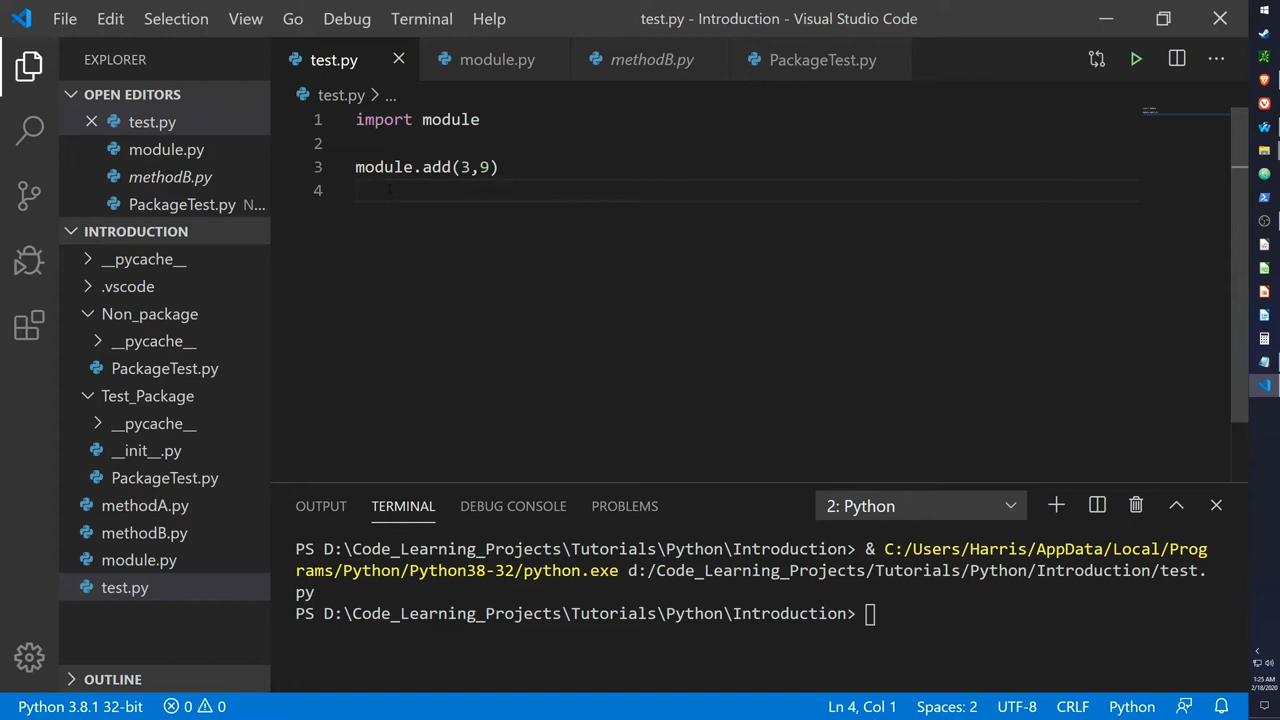 File Edit Selection View Go Debug Terminal Help
test.py - Introduction - Visual Studio Code
EXPLORER
OPEN EDITORS
test.py
module.py
methodB.py
PackageTest.py N...
INTRODUCTION
__pycache__
.vscode
Non_package
__pycache__
PackageTest.py
Test_Package
__pycache__
__init__.py
PackageTest.py
methodA.py
methodB.py
module.py
test.py
OUTLINE
test.py module.py methodB.py PackageTest.py
test.py > ...
1 import module
2
3 module.add(3,9)
4
OUTPUT TERMINAL DEBUG CONSOLE PROBLEMS 2: Python
PS D:\Code_Learning_Projects\Tutorials\Python\Introduction> & C:/Users/Harris/AppData/Local/Prog
rams/Python/Python38-32/python.exe d:/Code_Learning_Projects/Tutorials/Python/Introduction/test.
py
PS D:\Code_Learning_Projects\Tutorials\Python\Introduction>
Python 3.8.1 32-bit 0 0 Ln 4, Col 1 Spaces: 2 UTF-8 CRLF Python
1:25 AM
2/18/2020